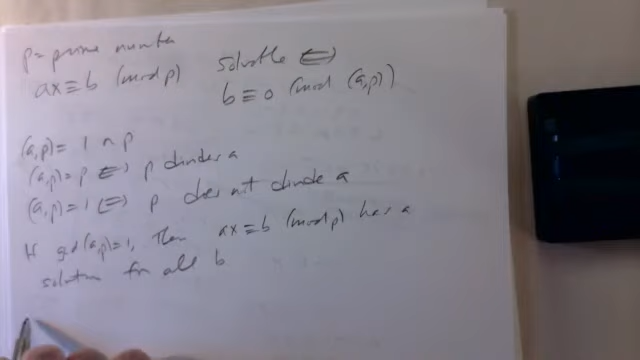 p = prime number
ax ≡ b (mod p) solvable ⟺
b ≡ 0 (mod (a,p))
(a,p) = 1 or p
(a,p) = p ⟺ p divides a
(a,p) = 1 ⟺ p does not divide a
If gcd(a,p)=1, then ax ≡ b (mod p) has a
solution for all b